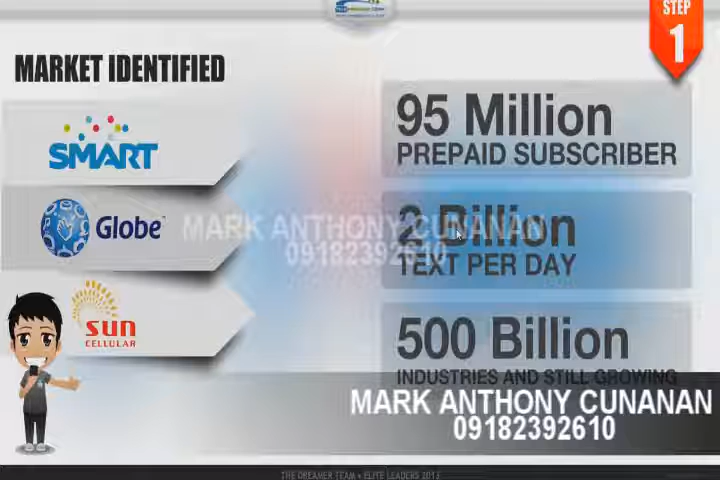 STEP
1
MARKET IDENTIFIED
SMART
Globe
sun
CELLULAR
95 Million
PREPAID SUBSCRIBER
2 Billion
TEXT PER DAY
500 Billion
INDUSTRIES AND STILL GROWING
MARK ANTHONY CUNANAN
09182392610
MARK ANTHONY CUNANAN
09182392610
THE DREAMER TEAM • ELITE LEADERS 2013